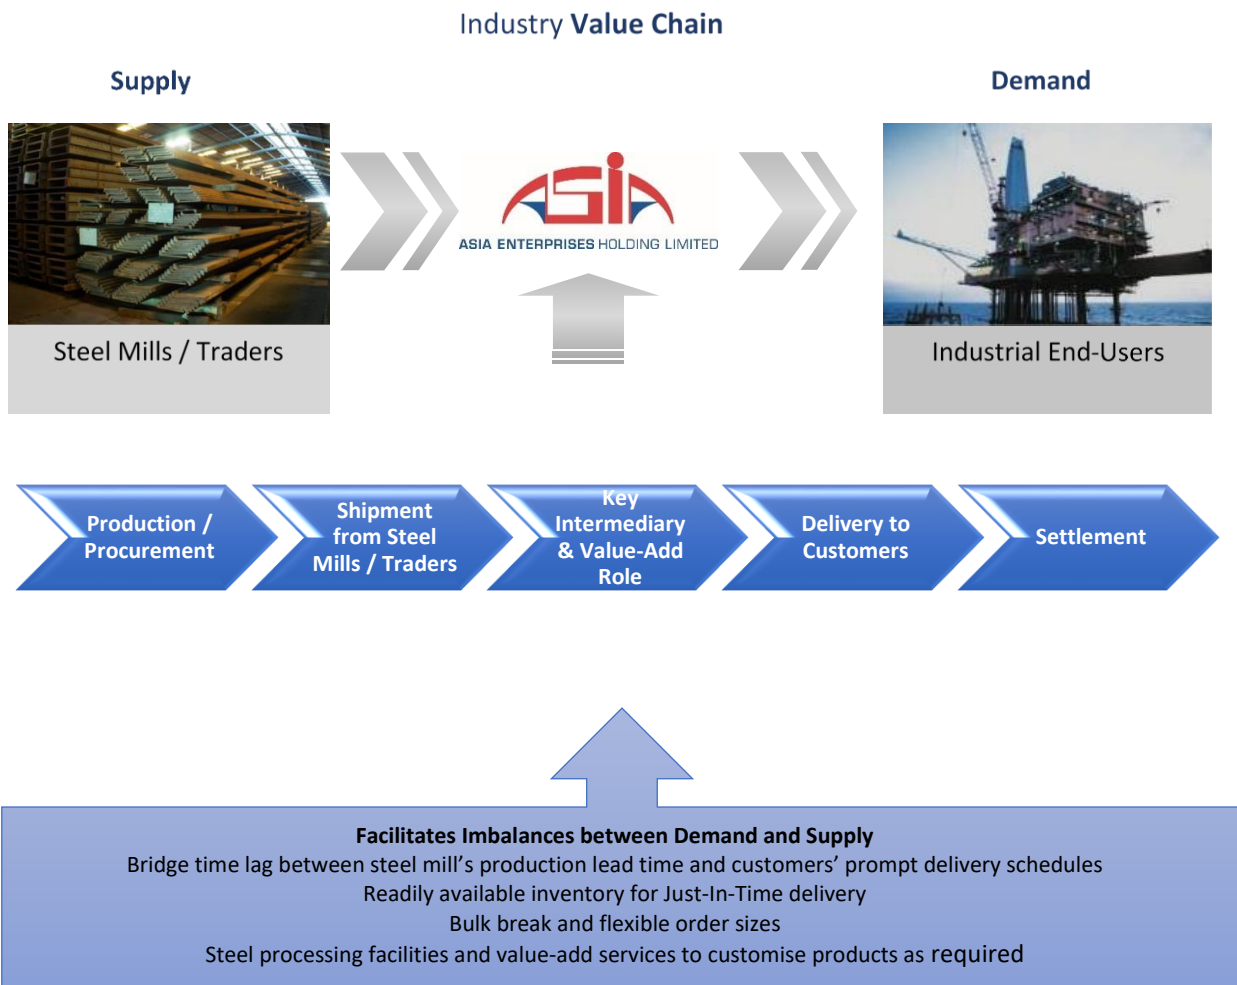 Industry Value Chain
Supply
Demand
ASIA
ASIA ENTERPRISES HOLDING LIMITED
Steel Mills / Traders
Industrial End-Users
Production /
Procurement
Shipment
from Steel
Mills / Traders
Key
Intermediary
& Value-Add
Role
Delivery to
Customers
Settlement
Facilitates Imbalances between Demand and Supply
Bridge time lag between steel mill’s production lead time and customers’ prompt delivery schedules
Readily available inventory for Just-In-Time delivery
Bulk break and flexible order sizes
Steel processing facilities and value-add services to customise products as required